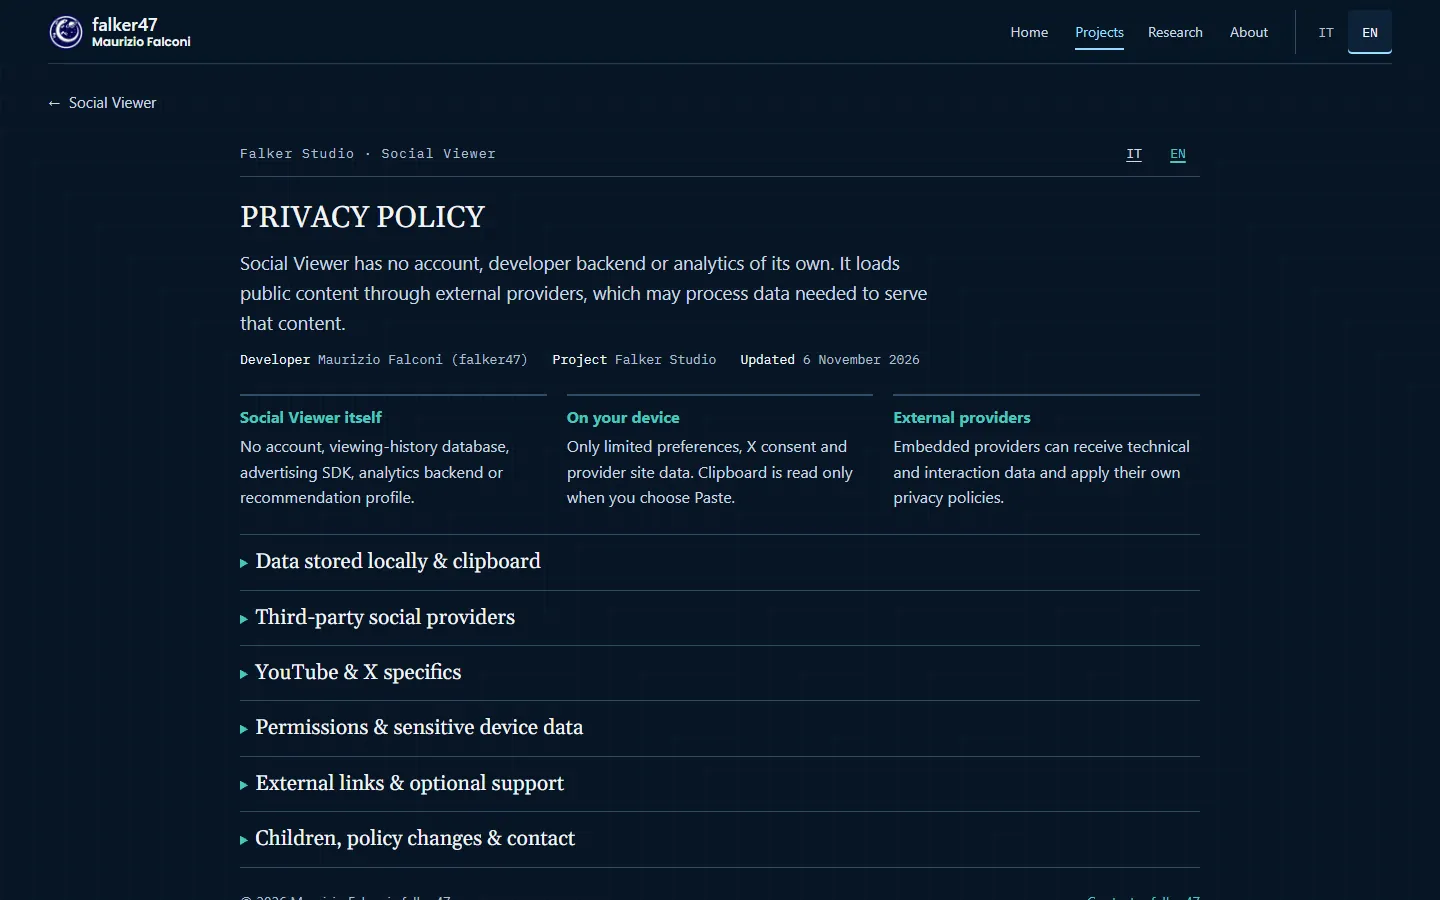 falker47
Maurizio Falconi
Home Projects Research About IT EN
← Social Viewer
Falker Studio · Social Viewer IT EN
PRIVACY POLICY
Social Viewer has no account, developer backend or analytics of its own. It loads
public content through external providers, which may process data needed to serve
that content.
Developer Maurizio Falconi (falker47) Project Falker Studio Updated 6 November 2026
Social Viewer itself
No account, viewing-history database,
advertising SDK, analytics backend or
recommendation profile.
On your device
Only limited preferences, X consent and
provider site data. Clipboard is read only
when you choose Paste.
External providers
Embedded providers can receive technical
and interaction data and apply their own
privacy policies.
▶ Data stored locally & clipboard
▶ Third-party social providers
▶ YouTube & X specifics
▶ Permissions & sensitive device data
▶ External links & optional support
▶ Children, policy changes & contact